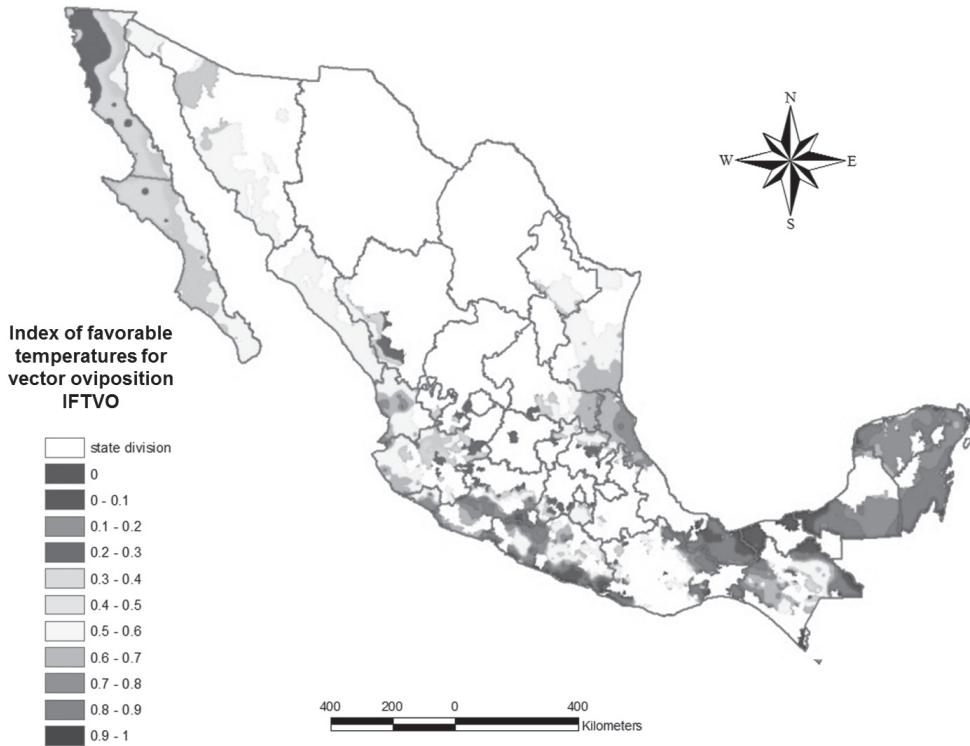 N
W
E
S
Index of favorable
temperatures for
vector oviposition
IFTVO
state division
0
0 - 0.1
0.1 - 0.2
0.2 - 0.3
0.3 - 0.4
0.4 - 0.5
0.5 - 0.6
0.6 - 0.7
0.7 - 0.8
0.8 - 0.9
0.9 - 1
400 200 0 400
Kilometers